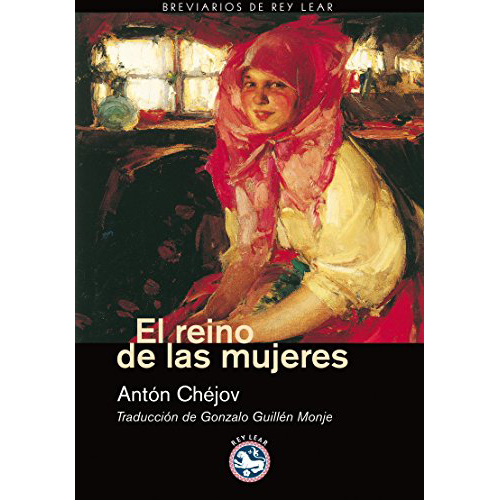 BREVIARIOS DE REY LEAR
El reino
de las mujeres
Antón Chéjov
Traducción de Gonzalo Guillén Monje
REY LEAR